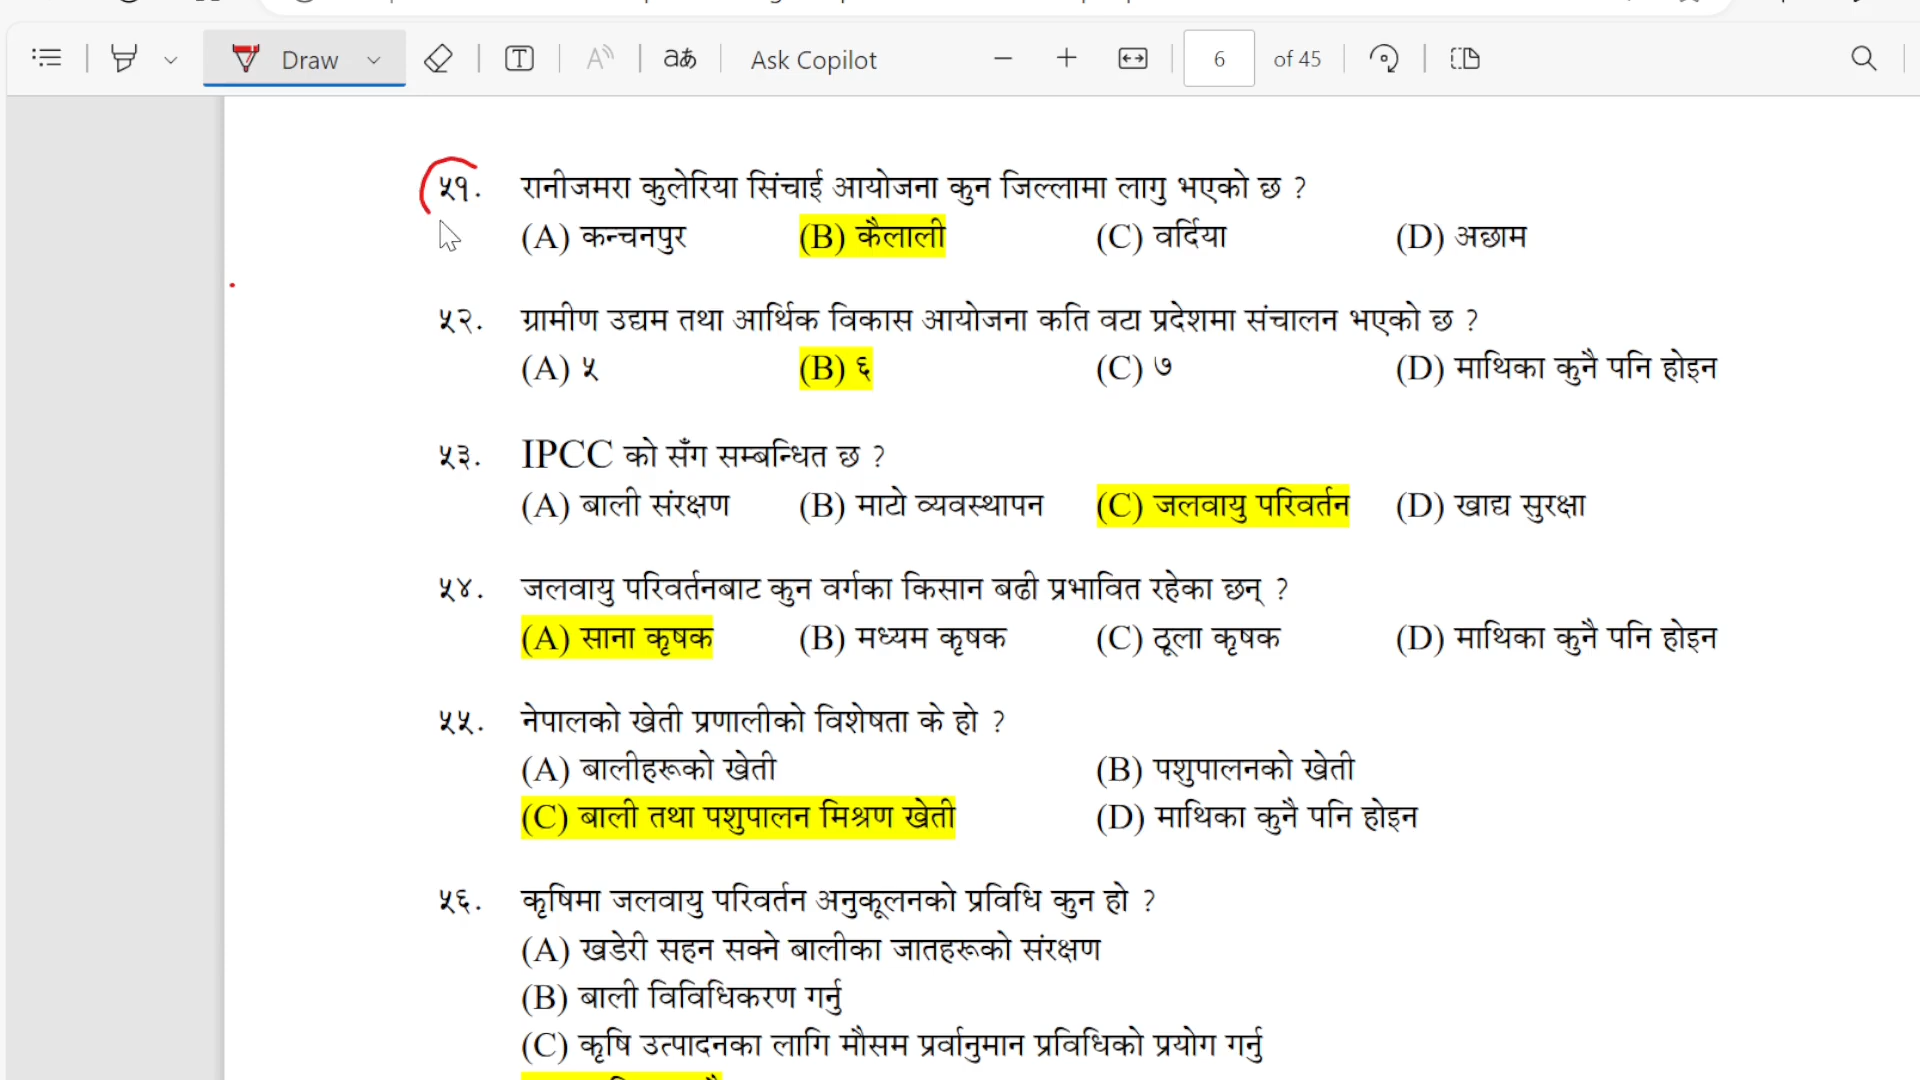 Draw
Ask Copilot
6 of 45
५१. रानीजमरा कुलेरिया सिंचाई आयोजना कुन जिल्लामा लागु भएको छ ?
(A) कन्चनपुर (B) कैलाली (C) वर्दिया (D) अछाम
५२. ग्रामीण उद्यम तथा आर्थिक विकास आयोजना कति वटा प्रदेशमा संचालन भएको छ ?
(A) ५ (B) ६ (C) ७ (D) माथिका कुनै पनि होइन
५३. IPCC को सँग सम्बन्धित छ ?
(A) बाली संरक्षण (B) माटो व्यवस्थापन (C) जलवायु परिवर्तन (D) खाद्य सुरक्षा
५४. जलवायु परिवर्तनबाट कुन वर्गका किसान बढी प्रभावित रहेका छन् ?
(A) साना कृषक (B) मध्यम कृषक (C) ठूला कृषक (D) माथिका कुनै पनि होइन
५५. नेपालको खेती प्रणालीको विशेषता के हो ?
(A) बालीहरूको खेती (B) पशुपालनको खेती
(C) बाली तथा पशुपालन मिश्रण खेती (D) माथिका कुनै पनि होइन
५६. कृषिमा जलवायु परिवर्तन अनुकूलनको प्रविधि कुन हो ?
(A) खडेरी सहन सक्ने बालीका जातहरूको संरक्षण
(B) बाली विविधिकरण गर्नु
(C) कृषि उत्पादनका लागि मौसम प्रर्वानुमान प्रविधिको प्रयोग गर्नु